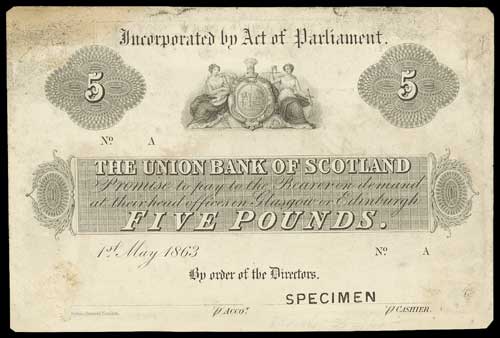 Incorporated by Act of Parliament.
5 5
No A
THE UNION BANK OF SCOTLAND
Promise to pay to the Bearer on demand
at their head offices in Glasgow or Edinburgh
FIVE POUNDS.
1st May 1863 No A
By order of the Directors.
SPECIMEN
p ACCOT. p CASHIER.